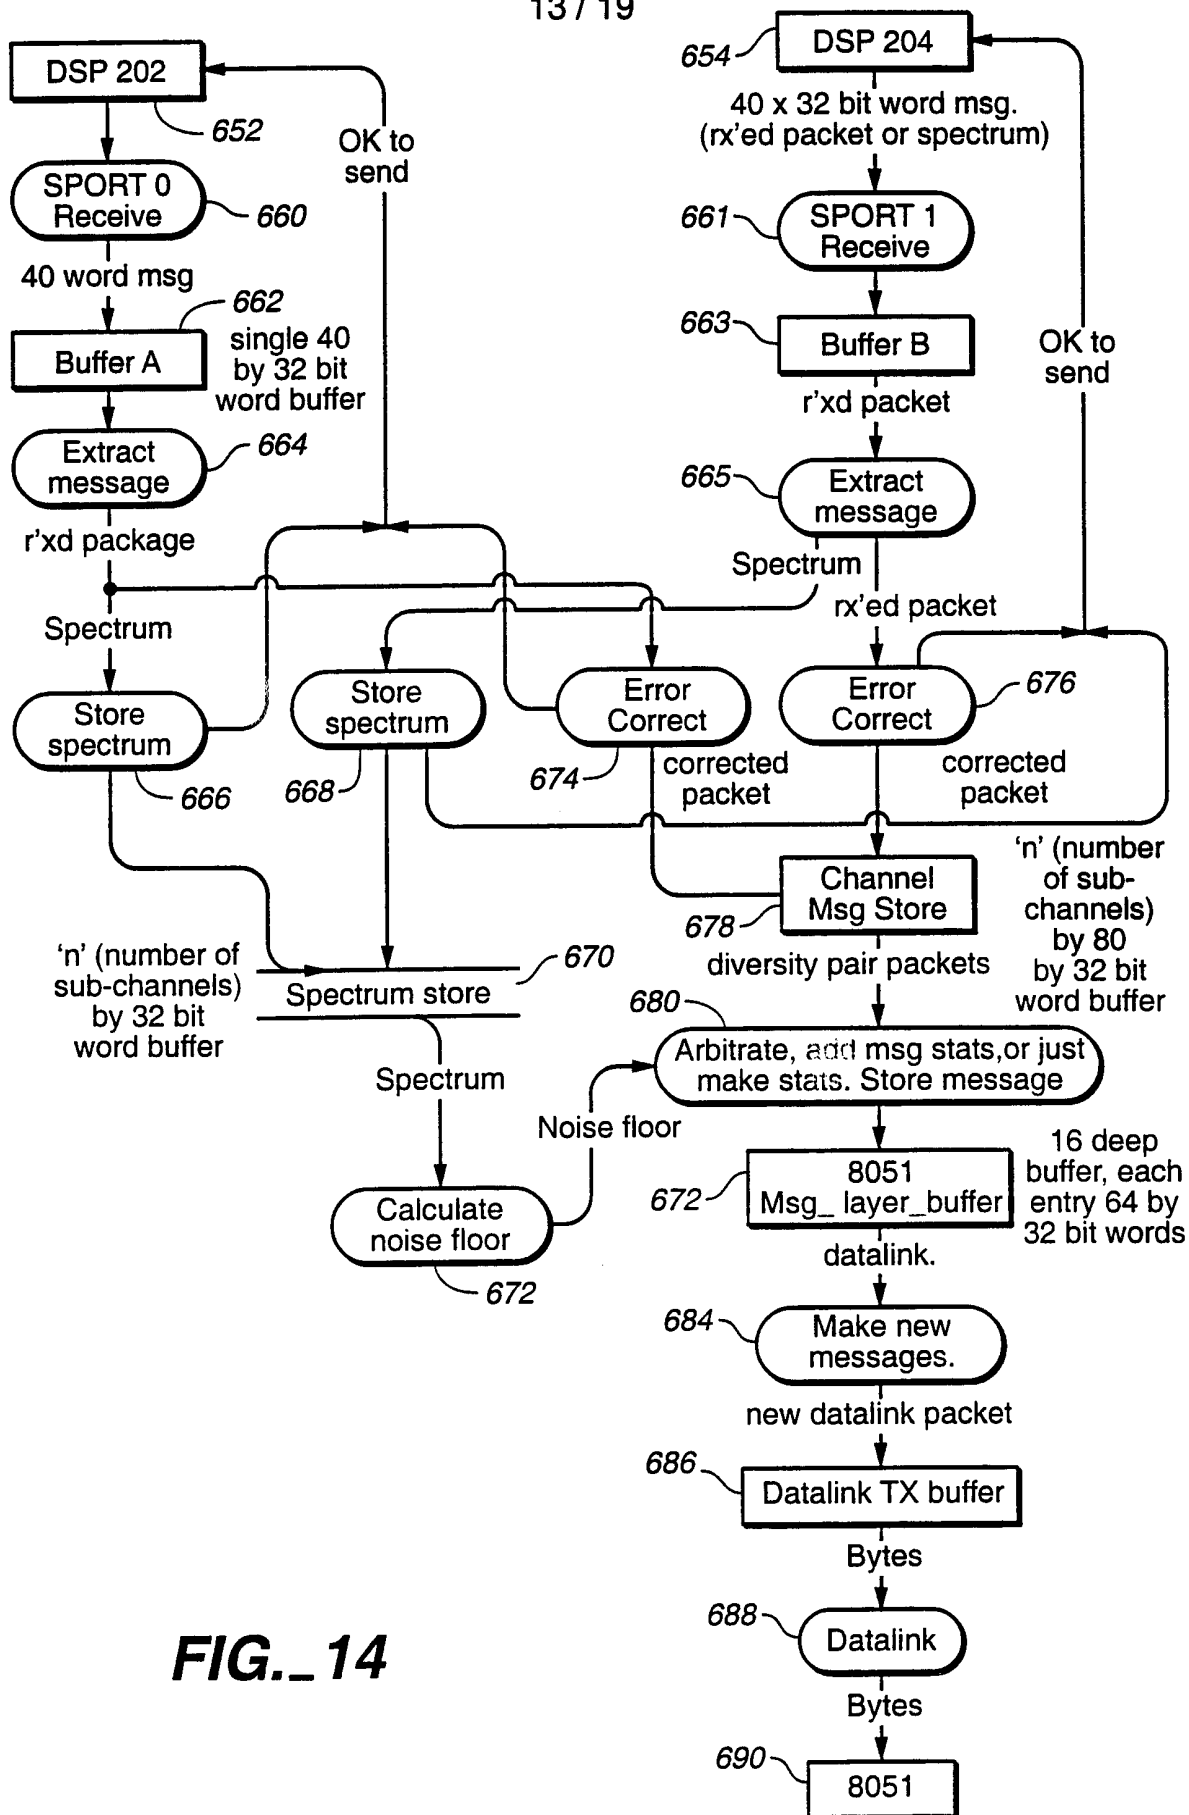 13 / 19
DSP 202
652
SPORT 0
Receive
660
40 word msg
662
Buffer A
single 40
by 32 bit
word buffer
Extract
message
664
r'xd package
Spectrum
Store
spectrum
666
OK to
send
654
DSP 204
40 x 32 bit word msg.
(rx'ed packet or spectrum)
661
SPORT 1
Receive
663
Buffer B
r'xd packet
665
Extract
message
OK to
send
Spectrum
rx'ed packet
Store
spectrum
668
Error
Correct
674
corrected
packet
Error
Correct
676
corrected
packet
Channel
Msg Store
678
'n' (number
of sub-
channels)
by 80
by 32 bit
word buffer
diversity pair packets
'n' (number of
sub-channels)
by 32 bit
word buffer
Spectrum store
670
Spectrum
Calculate
noise floor
672
Noise floor
680
Arbitrate, add msg stats,or just
make stats. Store message
672
8051
Msg_ layer_buffer
16 deep
buffer, each
entry 64 by
32 bit words
datalink.
684
Make new
messages.
new datalink packet
686
Datalink TX buffer
Bytes
688
Datalink
Bytes
690
8051
FIG._14